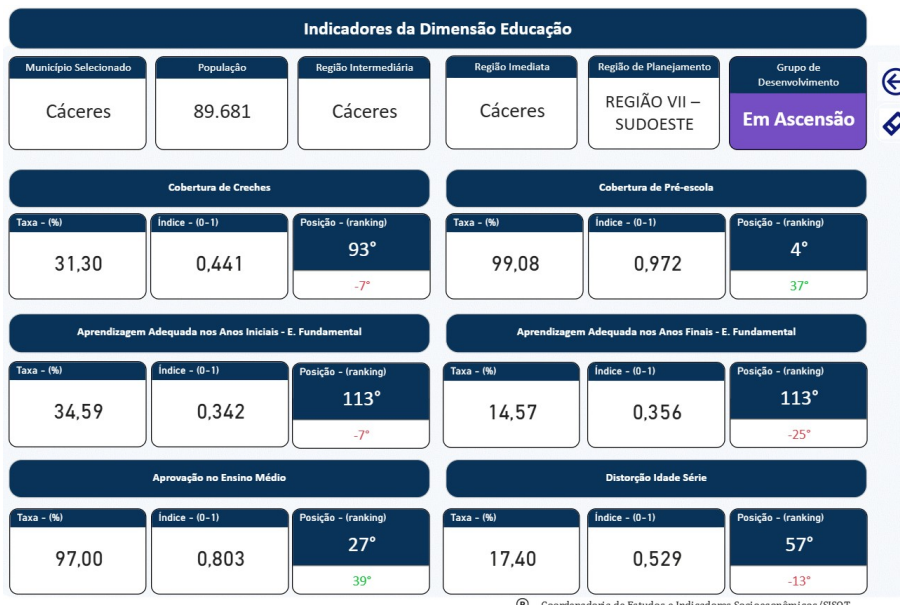 Indicadores da Dimensão Educação
Município Selecionado
Cáceres
População
89.681
Região Intermediária
Cáceres
Região Imediata
Cáceres
Região de Planejamento
REGIÃO VII –
SUDOESTE
Grupo de
Desenvolvimento
Em Ascensão
Cobertura de Creches
Taxa - (%)
31,30
Índice - (0-1)
0,441
Posição - (ranking)
93°
-7°
Cobertura de Pré-escola
Taxa - (%)
99,08
Índice - (0-1)
0,972
Posição - (ranking)
4°
37°
Aprendizagem Adequada nos Anos Iniciais - E. Fundamental
Taxa - (%)
34,59
Índice - (0-1)
0,342
Posição - (ranking)
113°
-7°
Aprendizagem Adequada nos Anos Finais - E. Fundamental
Taxa - (%)
14,57
Índice - (0-1)
0,356
Posição - (ranking)
113°
-25°
Aprovação no Ensino Médio
Taxa - (%)
97,00
Índice - (0-1)
0,803
Posição - (ranking)
27°
39°
Distorção Idade Série
Taxa - (%)
17,40
Índice - (0-1)
0,529
Posição - (ranking)
57°
-13°
Coordenadoria de Estudos e Indicadores Socioeconômicos